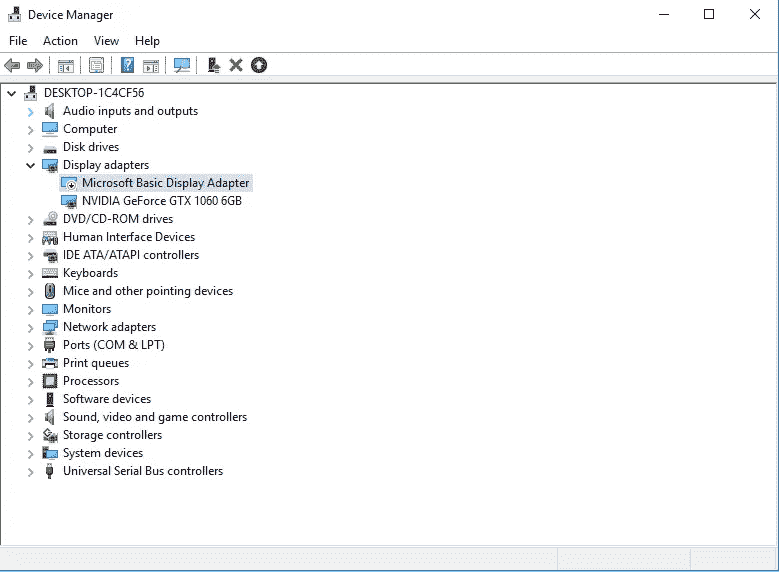 Device Manager
File Action View Help
DESKTOP-1C4CF56
Audio inputs and outputs
Computer
Disk drives
Display adapters
Microsoft Basic Display Adapter
NVIDIA GeForce GTX 1060 6GB
DVD/CD-ROM drives
Human Interface Devices
IDE ATA/ATAPI controllers
Keyboards
Mice and other pointing devices
Monitors
Network adapters
Ports (COM & LPT)
Print queues
Processors
Software devices
Sound, video and game controllers
Storage controllers
System devices
Universal Serial Bus controllers